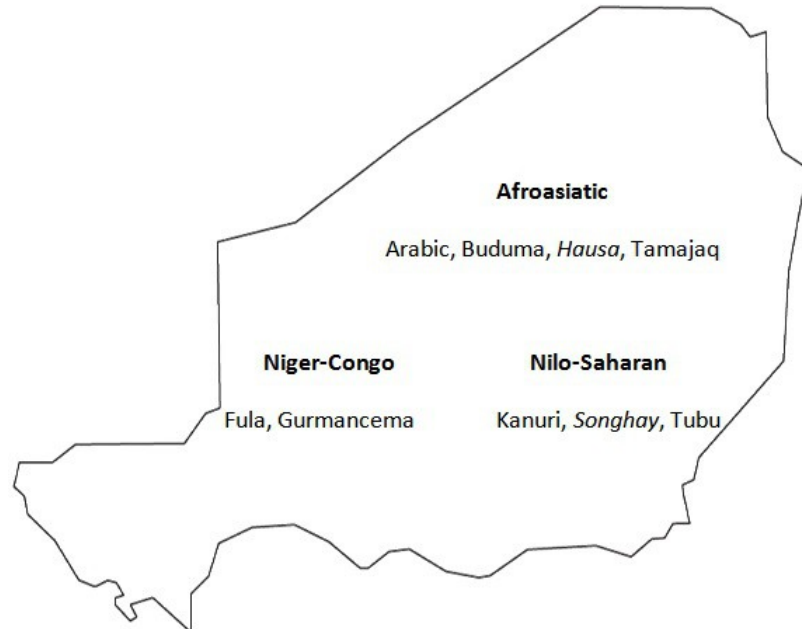 Afroasiatic
Arabic, Buduma, Hausa, Tamajaq
Niger-Congo
Fula, Gurmancema
Nilo-Saharan
Kanuri, Songhay, Tubu